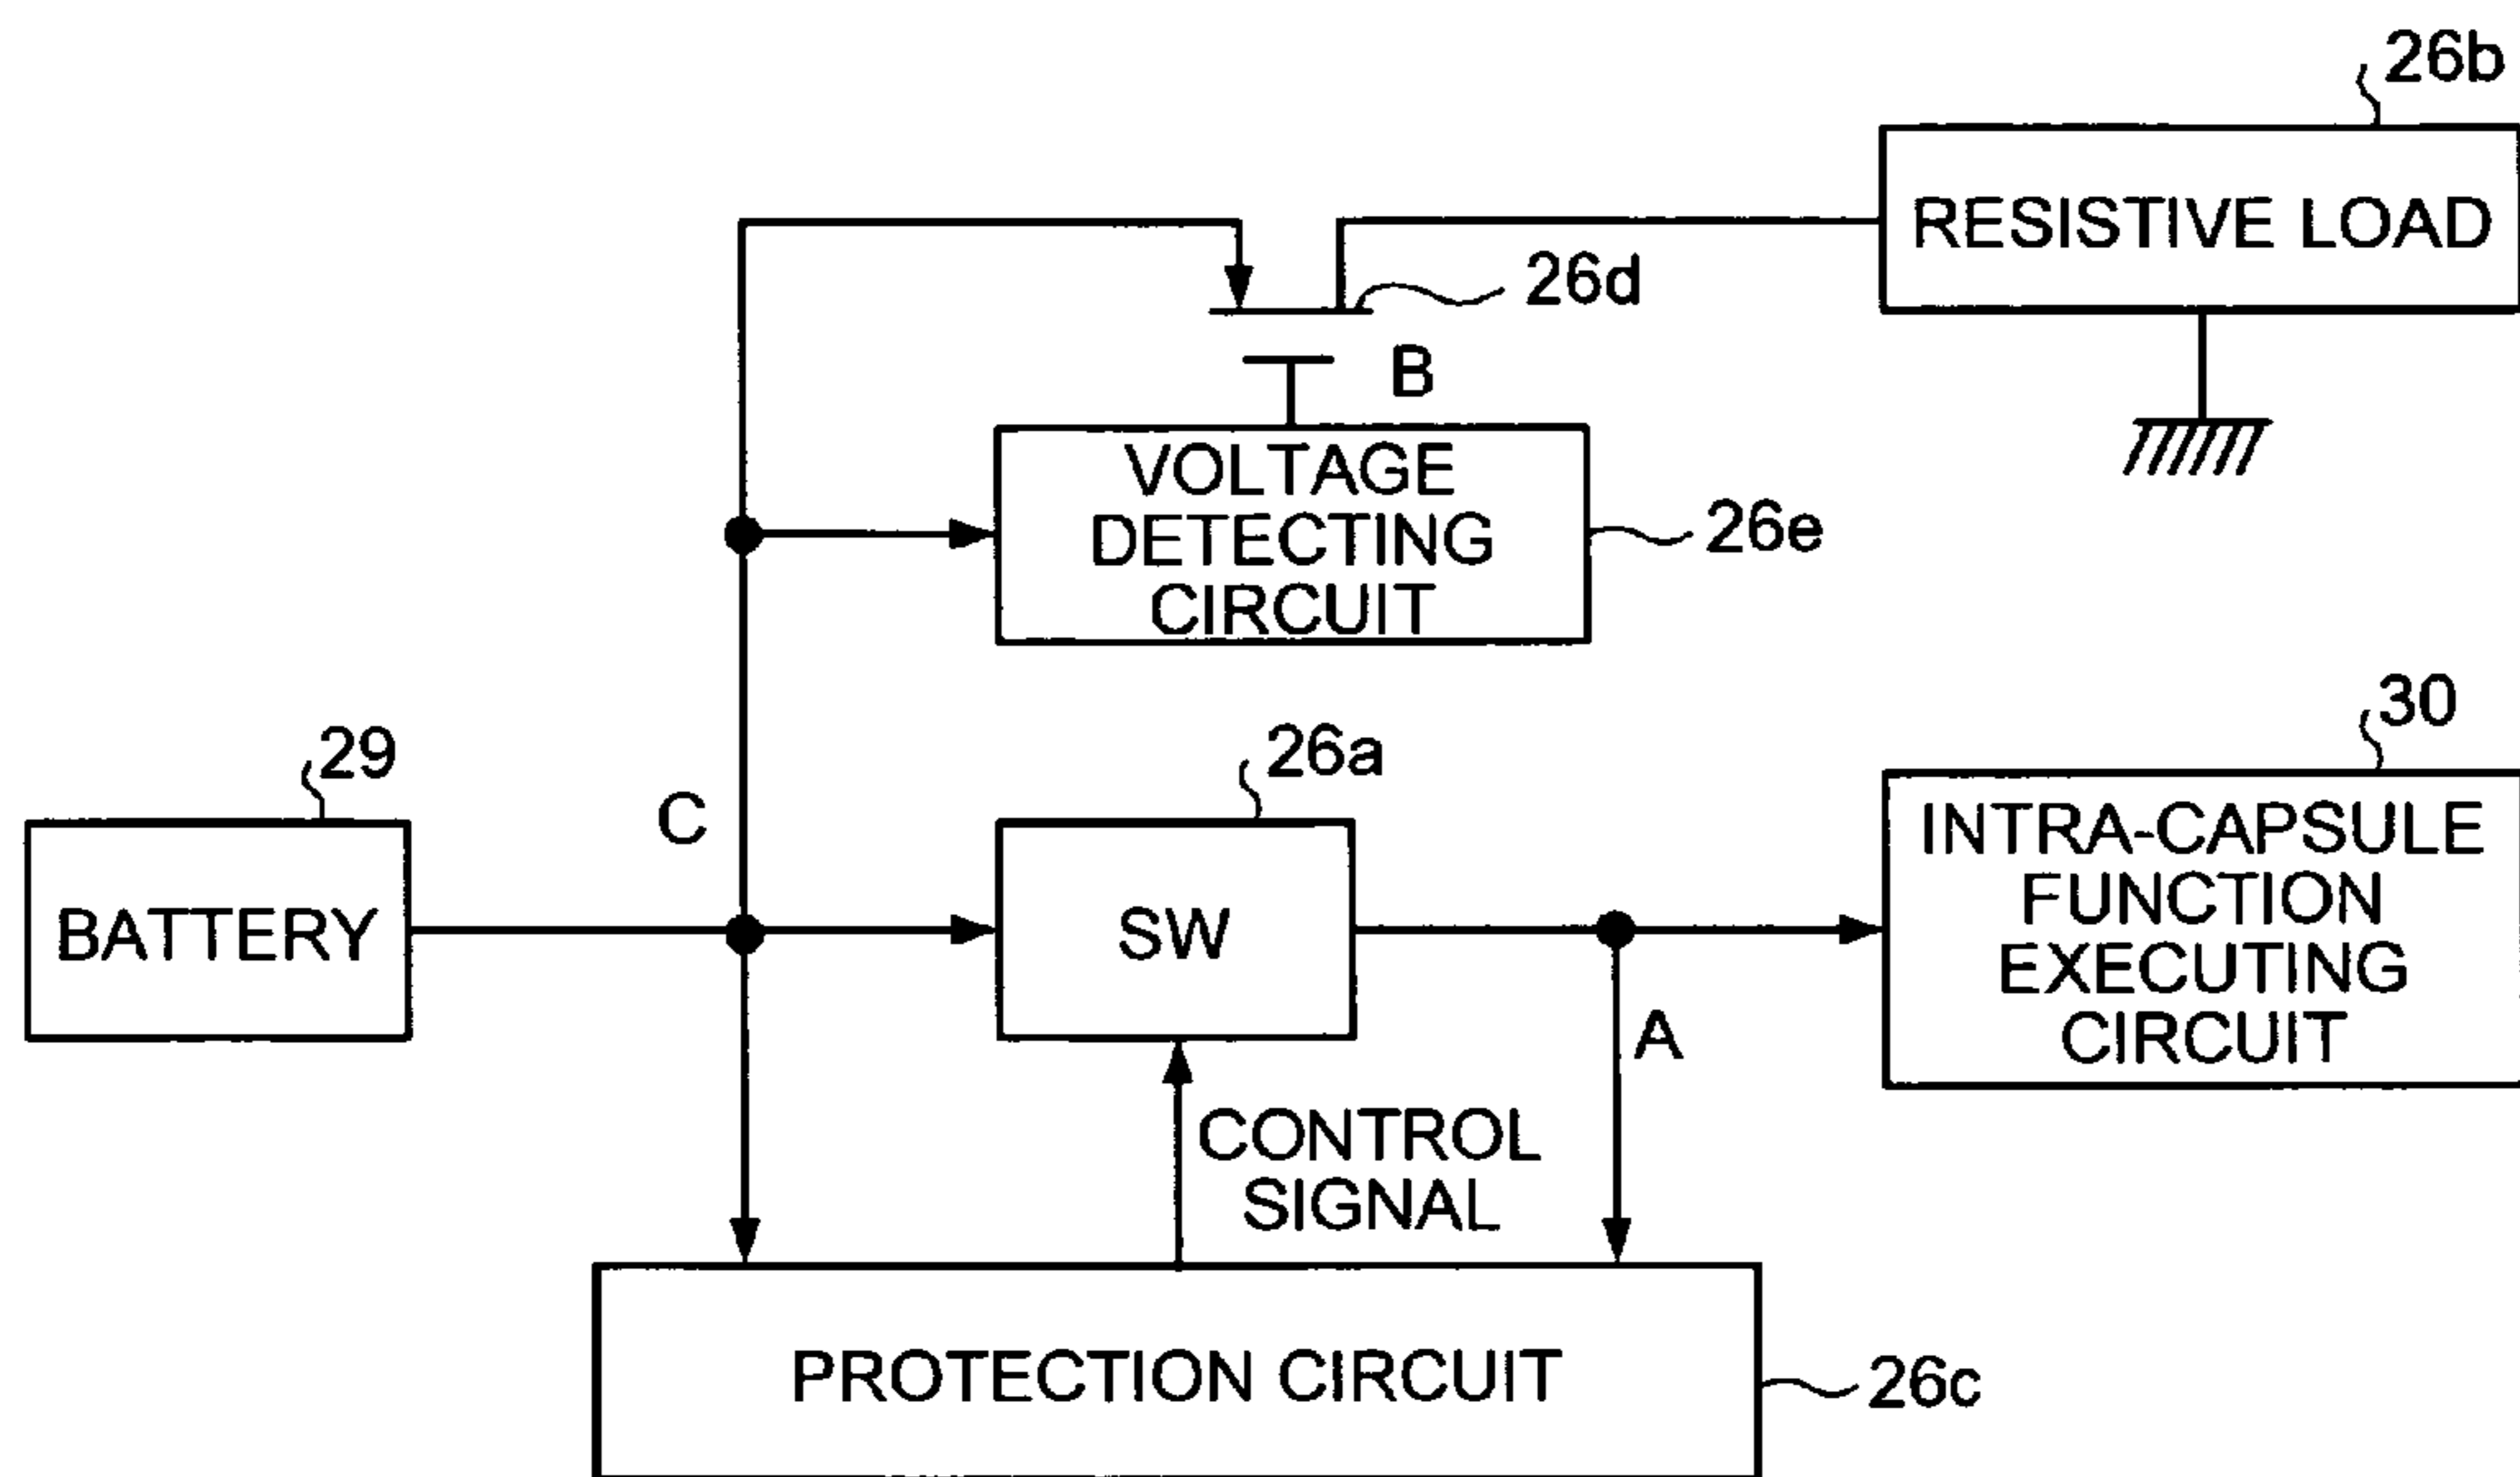 26b
RESISTIVE LOAD
26d
B
VOLTAGE
DETECTING
CIRCUIT
26e
29
BATTERY
C
26a
SW
30
INTRA-CAPSULE
FUNCTION
EXECUTING
CIRCUIT
A
CONTROL
SIGNAL
PROTECTION CIRCUIT
26c